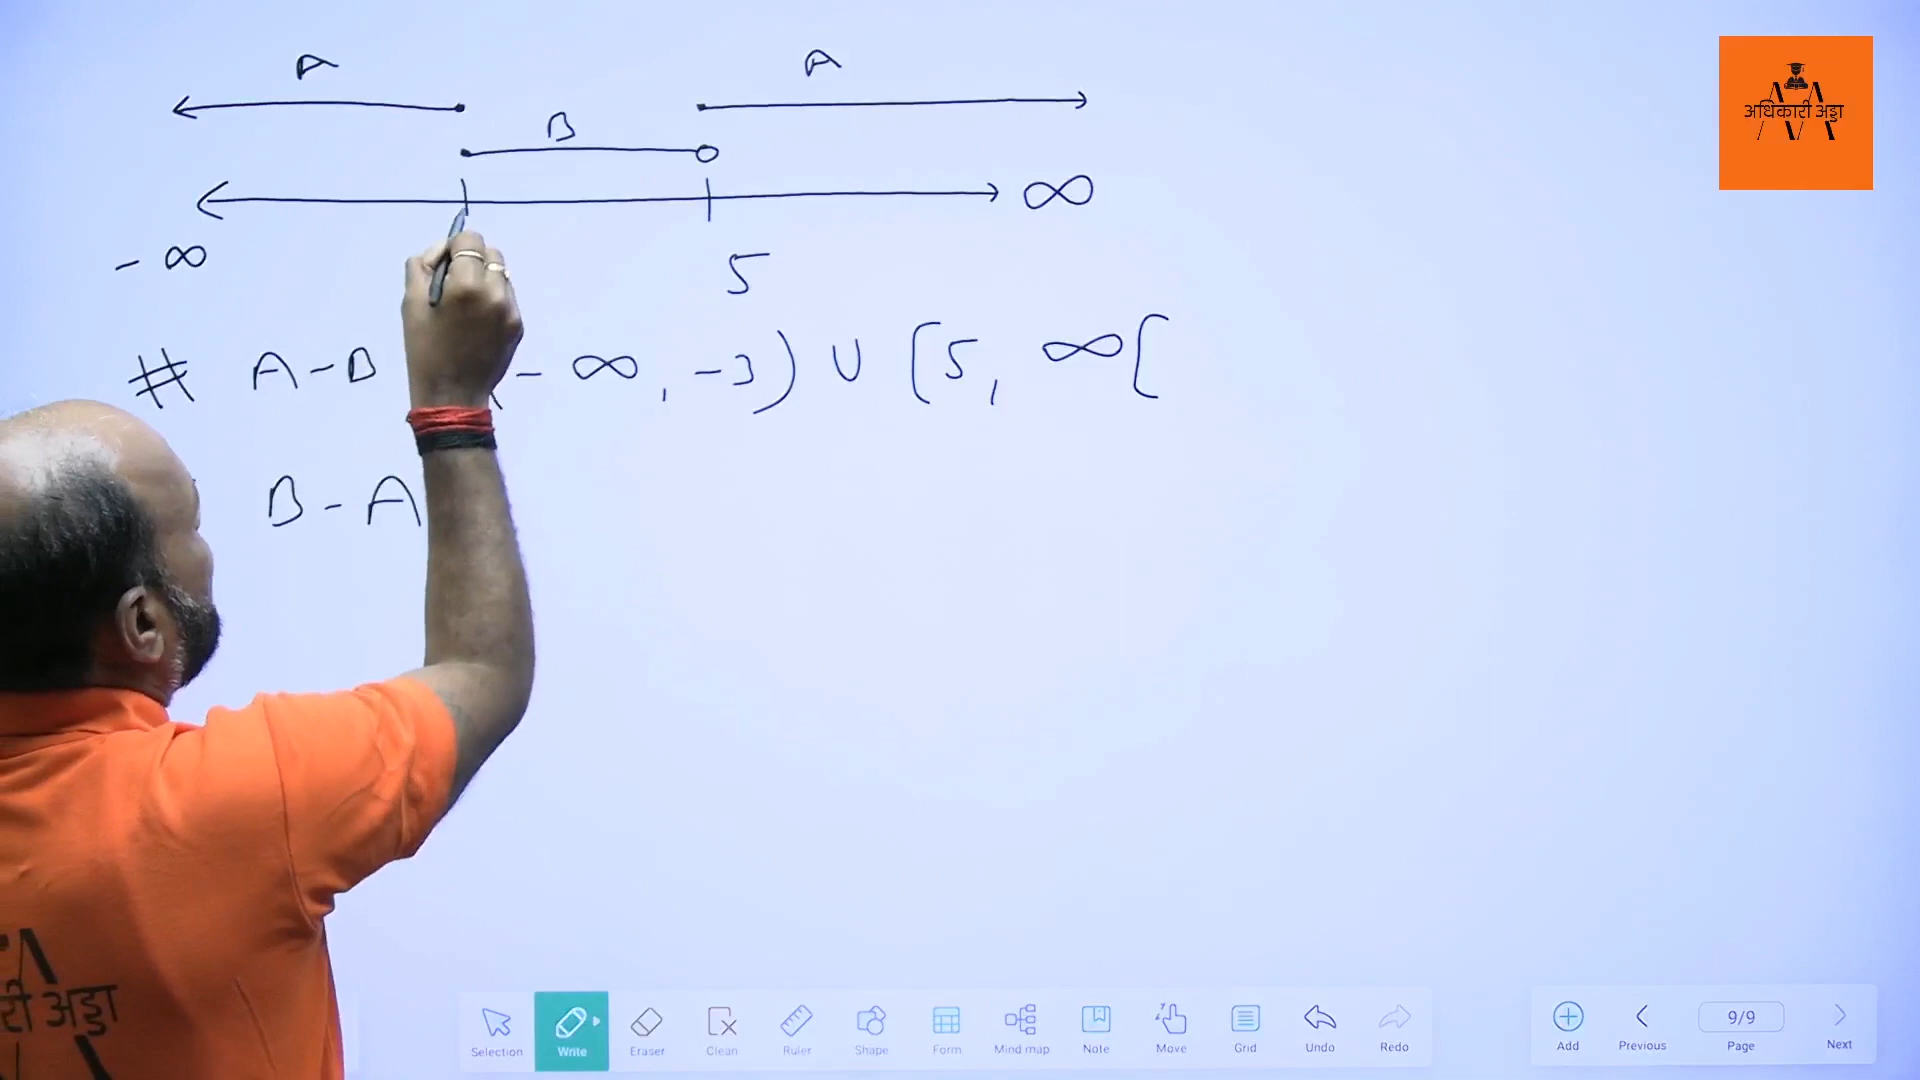 A A
अधिकारी अड्डा
B
∞
- ∞ 5
# A-B - ∞, -3) ∪ [5, ∞[
B - A
री अड्डा
Selection Write Eraser Clean Ruler Shape Form Mind map Note Move Grid Undo Redo Add Previous 9/9 Page Next